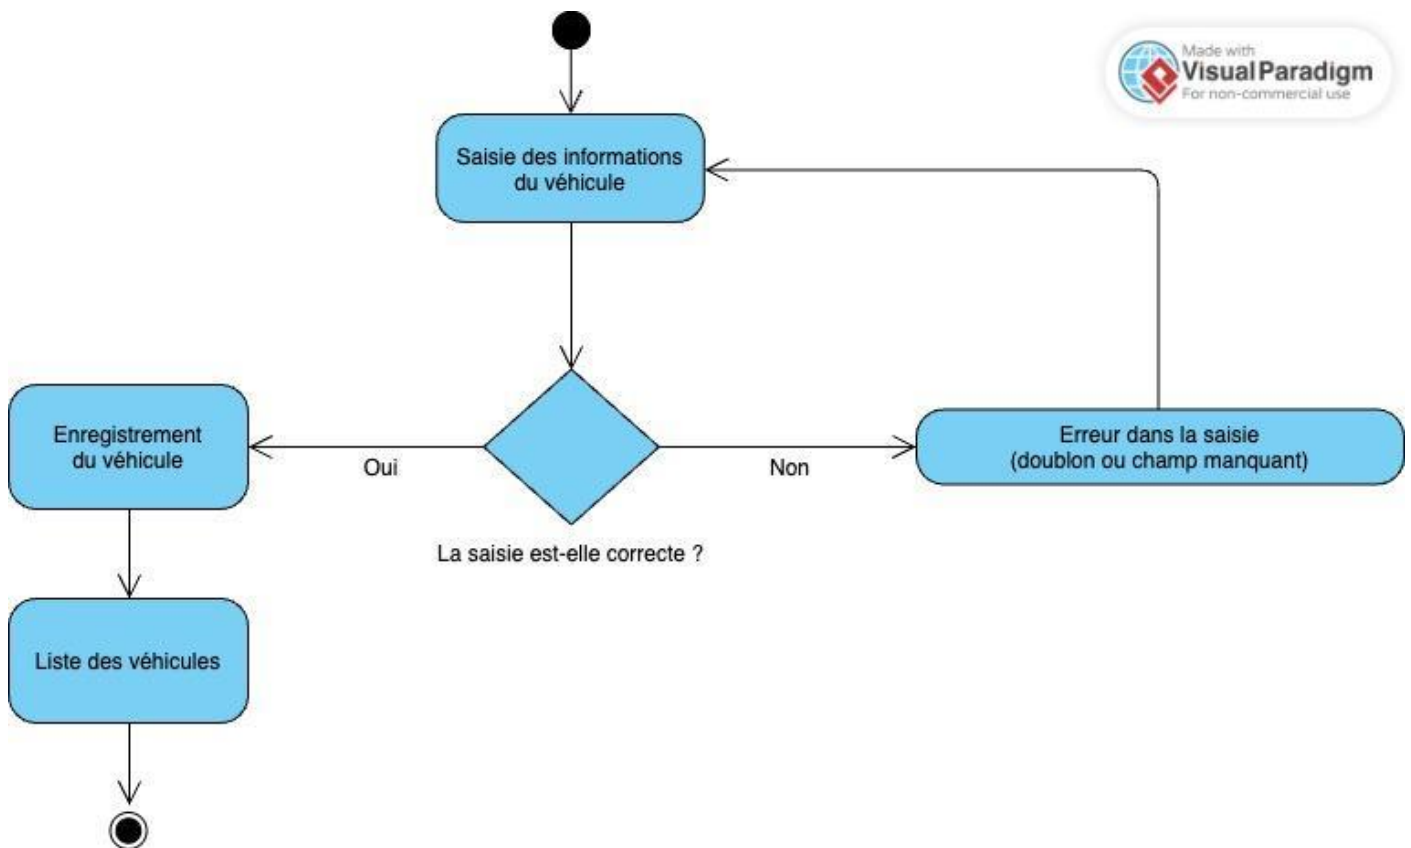 Made with
Visual Paradigm
For non-commercial use
Saisie des informations
du véhicule
Enregistrement
du véhicule
Oui
Non
Erreur dans la saisie
(doublon ou champ manquant)
La saisie est-elle correcte ?
Liste des véhicules